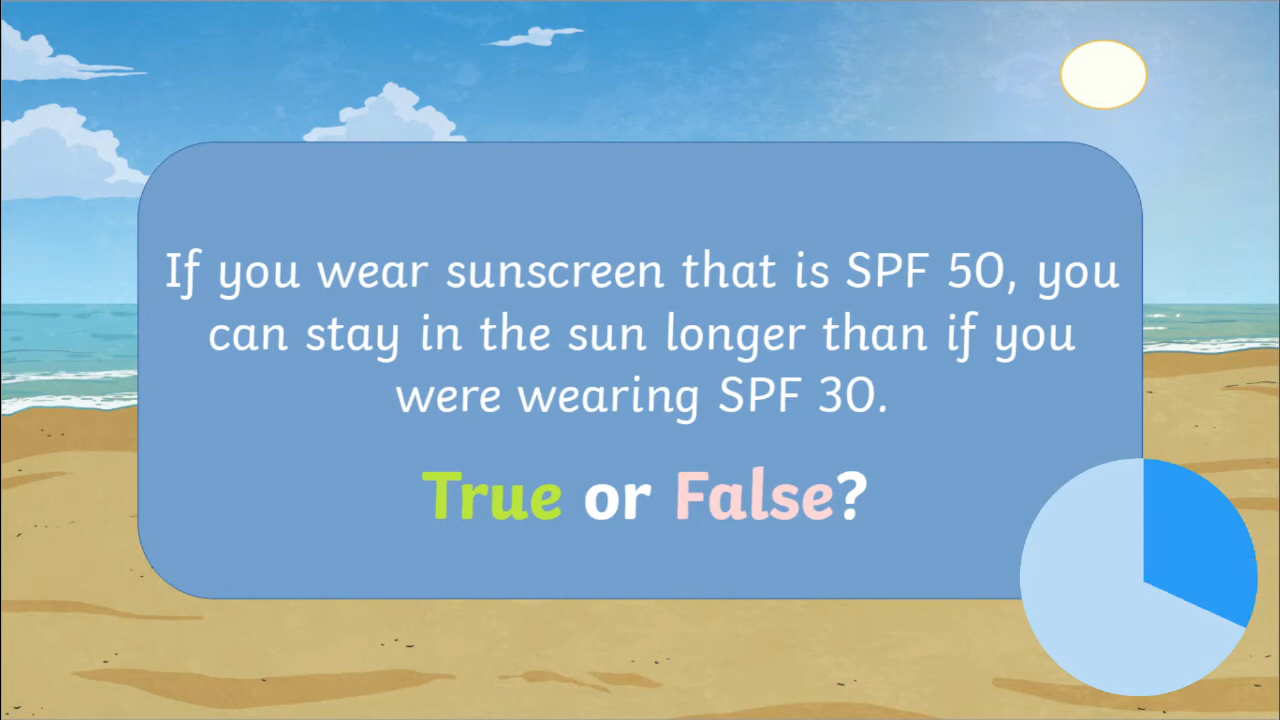 If you wear sunscreen that is SPF 50, you
can stay in the sun longer than if you
were wearing SPF 30.
True or False?